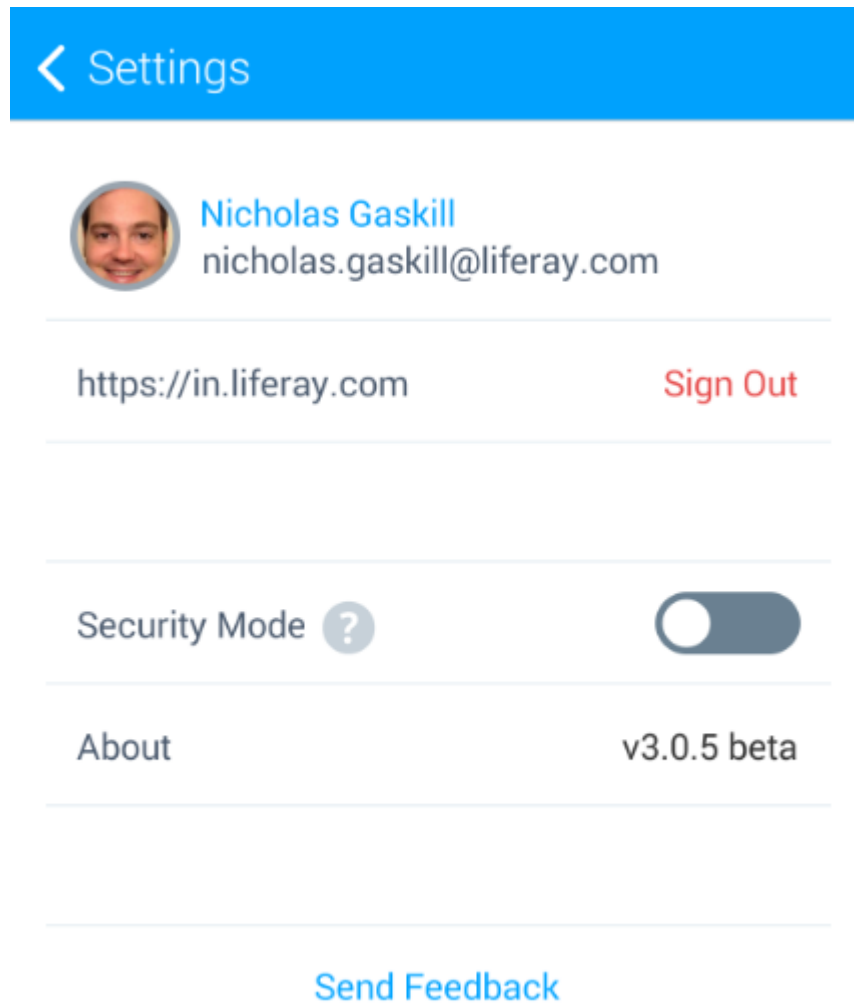 Settings
Nicholas Gaskill
nicholas.gaskill@liferay.com
https://in.liferay.com Sign Out
Security Mode ?
About v3.0.5 beta
Send Feedback